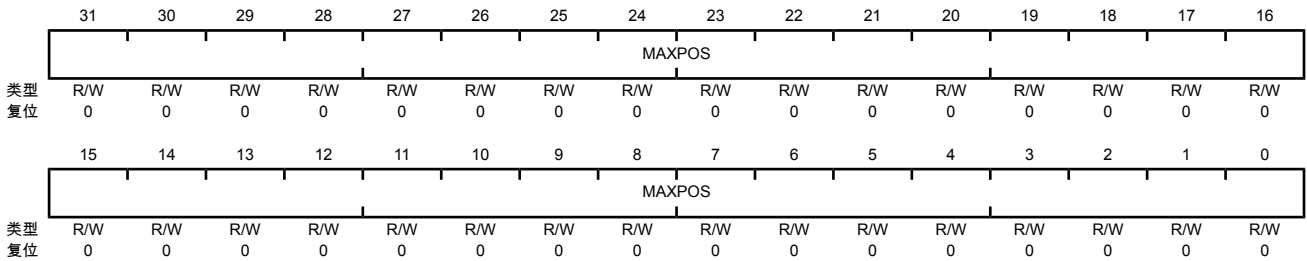 31 30 29 28 27 26 25 24 23 22 21 20 19 18 17 16
MAXPOS
类型 R/W R/W R/W R/W R/W R/W R/W R/W R/W R/W R/W R/W R/W R/W R/W R/W
复位 0 0 0 0 0 0 0 0 0 0 0 0 0 0 0 0
15 14 13 12 11 10 9 8 7 6 5 4 3 2 1 0
MAXPOS
类型 R/W R/W R/W R/W R/W R/W R/W R/W R/W R/W R/W R/W R/W R/W R/W R/W
复位 0 0 0 0 0 0 0 0 0 0 0 0 0 0 0 0